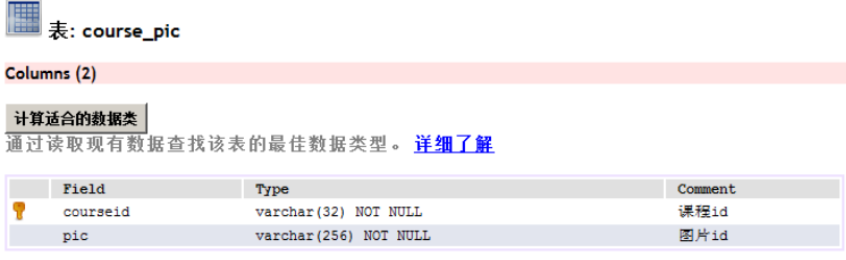 表: course_pic
Columns (2)
计算适合的数据类
通过读取现有数据查找该表的最佳数据类型。 详细了解
Field Type Comment
courseid varchar(32) NOT NULL 课程id
pic varchar(256) NOT NULL 图片id